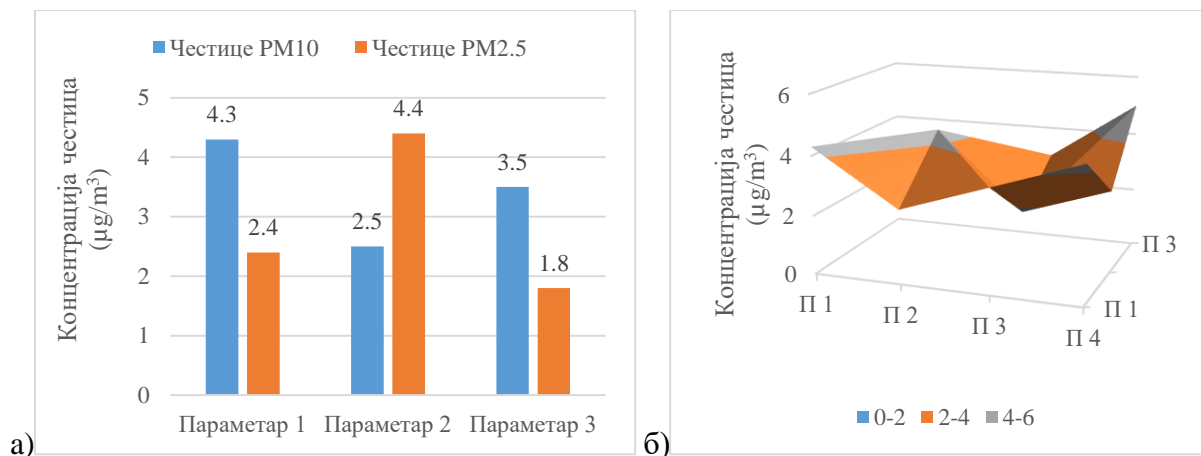 Честице PM10 Честице PM2.5
Концентрација честица
(µg/m³)
5
4
3
2
1
0
4.3
2.4
2.5
4.4
3.5
1.8
Параметар 1 Параметар 2 Параметар 3
а)
Концентрација честица
(µg/m³)
6
4
2
0
П 1
П 2
П 3
П 4
П 1
П 3
0-2 2-4 4-6
б)